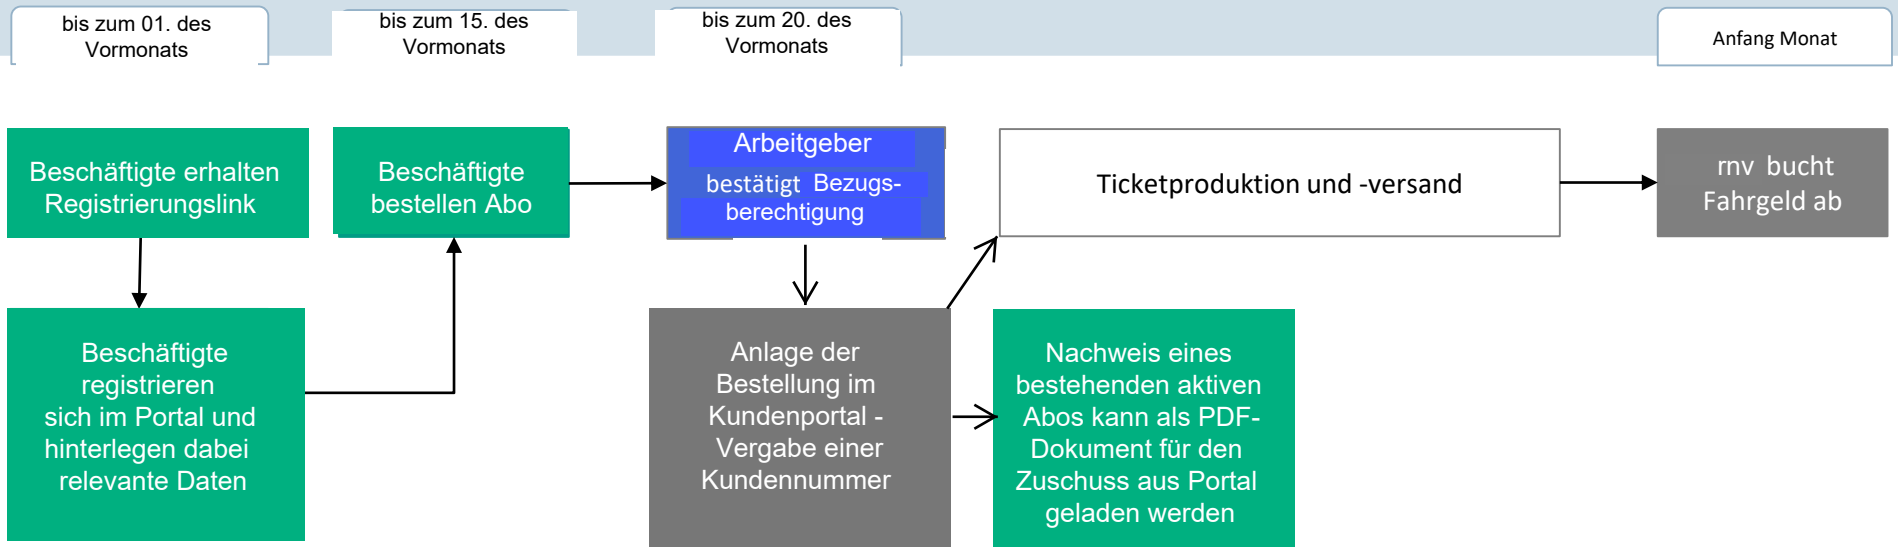 bis zum 01. des
Vormonats
bis zum 15. des
Vormonats
bis zum 20. des
Vormonats
Anfang Monat
Beschäftigte erhalten
Registrierungslink
Beschäftigte
bestellen Abo
Arbeitgeber
bestätigt Bezugs-
berechtigung
Ticketproduktion und -versand
rnv bucht
Fahrgeld ab
Beschäftigte
registrieren
sich im Portal und
hinterlegen dabei
relevante Daten
Anlage der
Bestellung im
Kundenportal -
Vergabe einer
Kundennummer
Nachweis eines
bestehenden aktiven
Abos kann als PDF-
Dokument für den
Zuschuss aus Portal
geladen werden